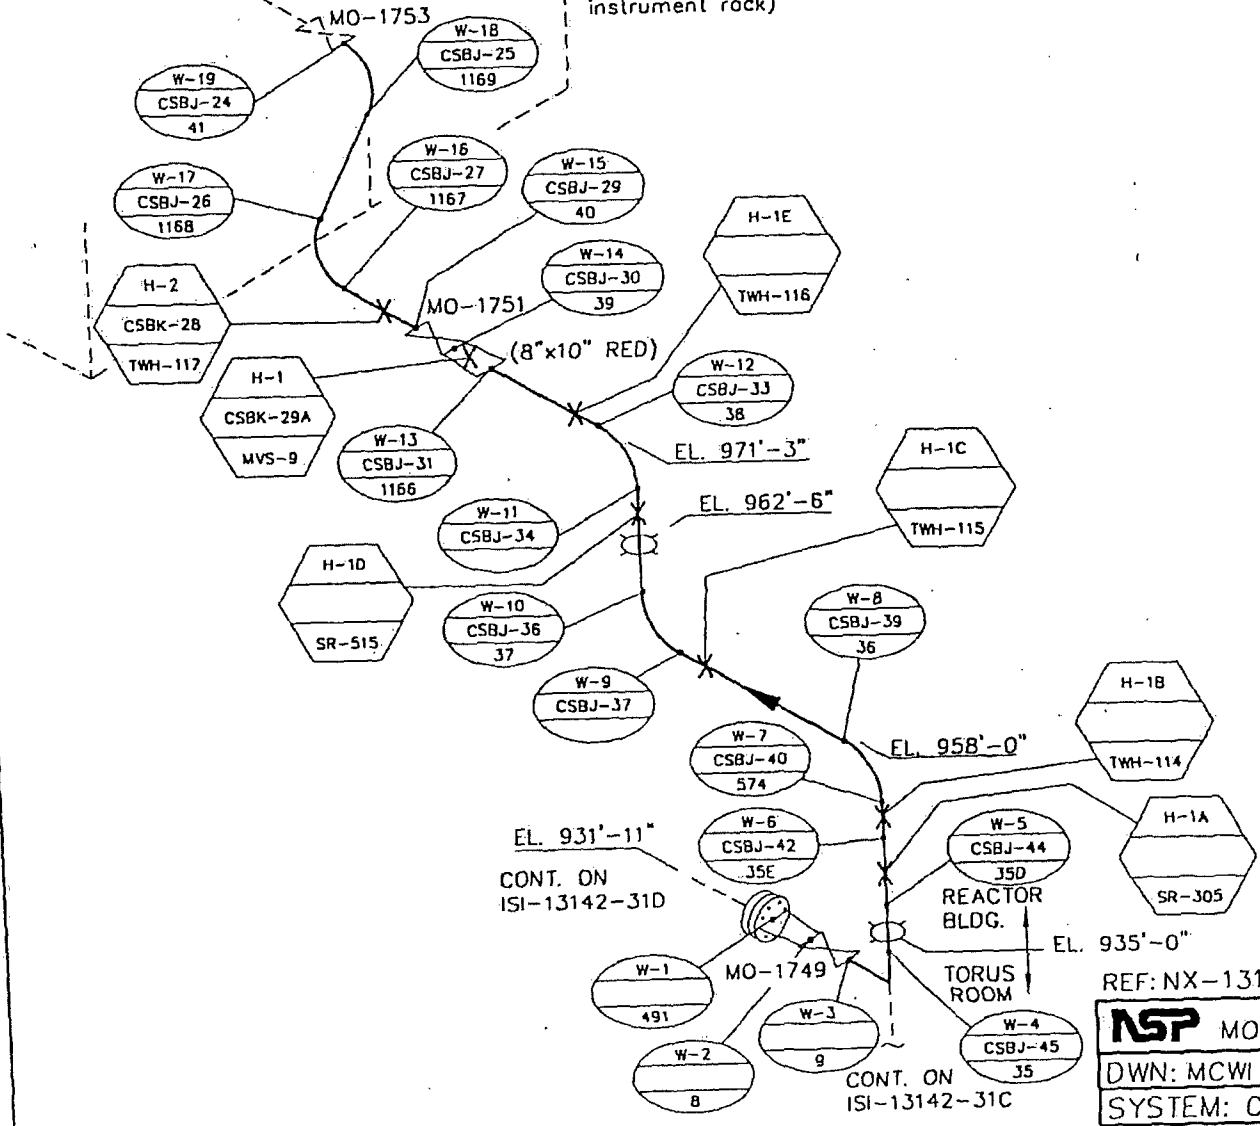 instrument rack)
MO-1753
W-18
CSBJ-25
1169
W-19
CSBJ-24
41
W-16
CSBJ-27
1167
W-15
CSBJ-29
40
W-17
CSBJ-26
1168
H-1E
TWH-116
W-14
CSBJ-30
39
H-2
CSBK-28
TWH-117
MO-1751
(8"x10" RED)
H-1
CSBK-29A
MVS-9
W-12
CSBJ-33
38
W-13
CSBJ-31
1166
EL. 971'-3"
H-1C
TWH-115
EL. 962'-6"
W-11
CSBJ-34
H-1D
SR-515
W-10
CSBJ-36
37
W-8
CSBJ-39
36
W-9
CSBJ-37
H-1B
TWH-114
W-7
CSBJ-40
574
EL. 958'-0"
H-1A
SR-305
W-6
CSBJ-42
35E
W-5
CSBJ-44
35D
EL. 931'-11"
CONT. ON
ISI-13142-31D
REACTOR
BLDG.
EL. 935'-0"
TORUS
ROOM
MO-1749
W-1
491
W-3
9
W-2
8
W-4
CSBJ-45
35
CONT. ON
ISI-13142-31C
REF: NX-131
NSP MO
DWN: MCWI
SYSTEM: C